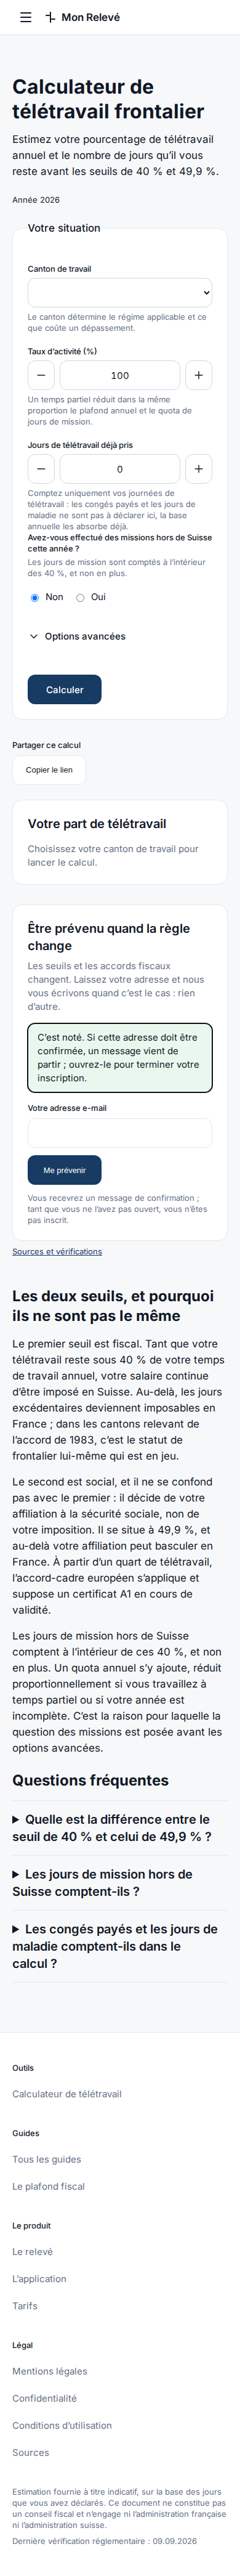 Mon Relevé
Calculateur de
télétravail frontalier
Estimez votre pourcentage de télétravail
annuel et le nombre de jours qu’il vous
reste avant les seuils de 40 % et 49,9 %.
Année 2026
Votre situation
Canton de travail
Le canton détermine le régime applicable et ce
que coûte un dépassement.
Taux d’activité (%)
100
Un temps partiel réduit dans la même
proportion le plafond annuel et le quota de
jours de mission.
Jours de télétravail déjà pris
0
Comptez uniquement vos journées de
télétravail : les congés payés et les jours de
maladie ne sont pas à déclarer ici, la base
annuelle les absorbe déjà.
Avez-vous effectué des missions hors de Suisse
cette année ?
Les jours de mission sont comptés à l’intérieur
des 40 %, et non en plus.
Non
Oui
Options avancées
Calculer
Partager ce calcul
Copier le lien
Votre part de télétravail
Choisissez votre canton de travail pour
lancer le calcul.
Être prévenu quand la règle
change
Les seuils et les accords fiscaux
changent. Laissez votre adresse et nous
vous écrivons quand c’est le cas : rien
d’autre.
C’est noté. Si cette adresse doit être
confirmée, un message vient de
partir ; ouvrez-le pour terminer votre
inscription.
Votre adresse e-mail
Me prévenir
Vous recevrez un message de confirmation ;
tant que vous ne l’avez pas ouvert, vous n’êtes
pas inscrit.
Sources et vérifications
Les deux seuils, et pourquoi
ils ne sont pas le même
Le premier seuil est fiscal. Tant que votre
télétravail reste sous 40 % de votre temps
de travail annuel, votre salaire continue
d’être imposé en Suisse. Au-delà, les jours
excédentaires deviennent imposables en
France ; dans les cantons relevant de
l’accord de 1983, c’est le statut de
frontalier lui-même qui est en jeu.
Le second est social, et il ne se confond
pas avec le premier : il décide de votre
affiliation à la sécurité sociale, non de
votre imposition. Il se situe à 49,9 %, et
au-delà votre affiliation peut basculer en
France. À partir d’un quart de télétravail,
l’accord-cadre européen s’applique et
suppose un certificat A1 en cours de
validité.
Les jours de mission hors de Suisse
comptent à l’intérieur de ces 40 %, et non
en plus. Un quota annuel s’y ajoute, réduit
proportionnellement si vous travaillez à
temps partiel ou si votre année est
incomplète. C’est la raison pour laquelle la
question des missions est posée avant les
options avancées.
Questions fréquentes
Quelle est la différence entre le
seuil de 40 % et celui de 49,9 % ?
Les jours de mission hors de
Suisse comptent-ils ?
Les congés payés et les jours de
maladie comptent-ils dans le
calcul ?
Outils
Calculateur de télétravail
Guides
Tous les guides
Le plafond fiscal
Le produit
Le relevé
L’application
Tarifs
Légal
Mentions légales
Confidentialité
Conditions d’utilisation
Sources
Estimation fournie à titre indicatif, sur la base des jours
que vous avez déclarés. Ce document ne constitue pas
un conseil fiscal et n’engage ni l’administration française
ni l’administration suisse.
Dernière vérification réglementaire : 09.09.2026